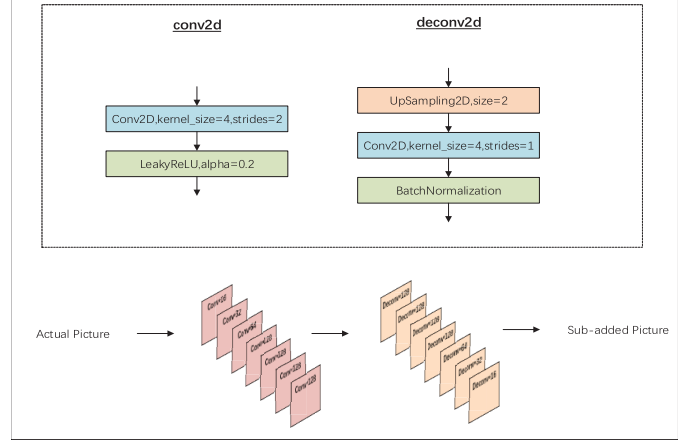 conv2d
deconv2d
Conv2D,kernel_size=4,strides=2
LeakyReLU,alpha=0.2
UpSampling2D,size=2
Conv2D,kernel_size=4,strides=1
BatchNormalization
Actual Picture
Conv=16
Conv=32
Conv=64
Conv=128
Conv=128
Conv=128
Conv=128
Deconv=128
Deconv=128
Deconv=128
Deconv=128
Deconv=64
Deconv=32
Deconv=16
Sub-added Picture